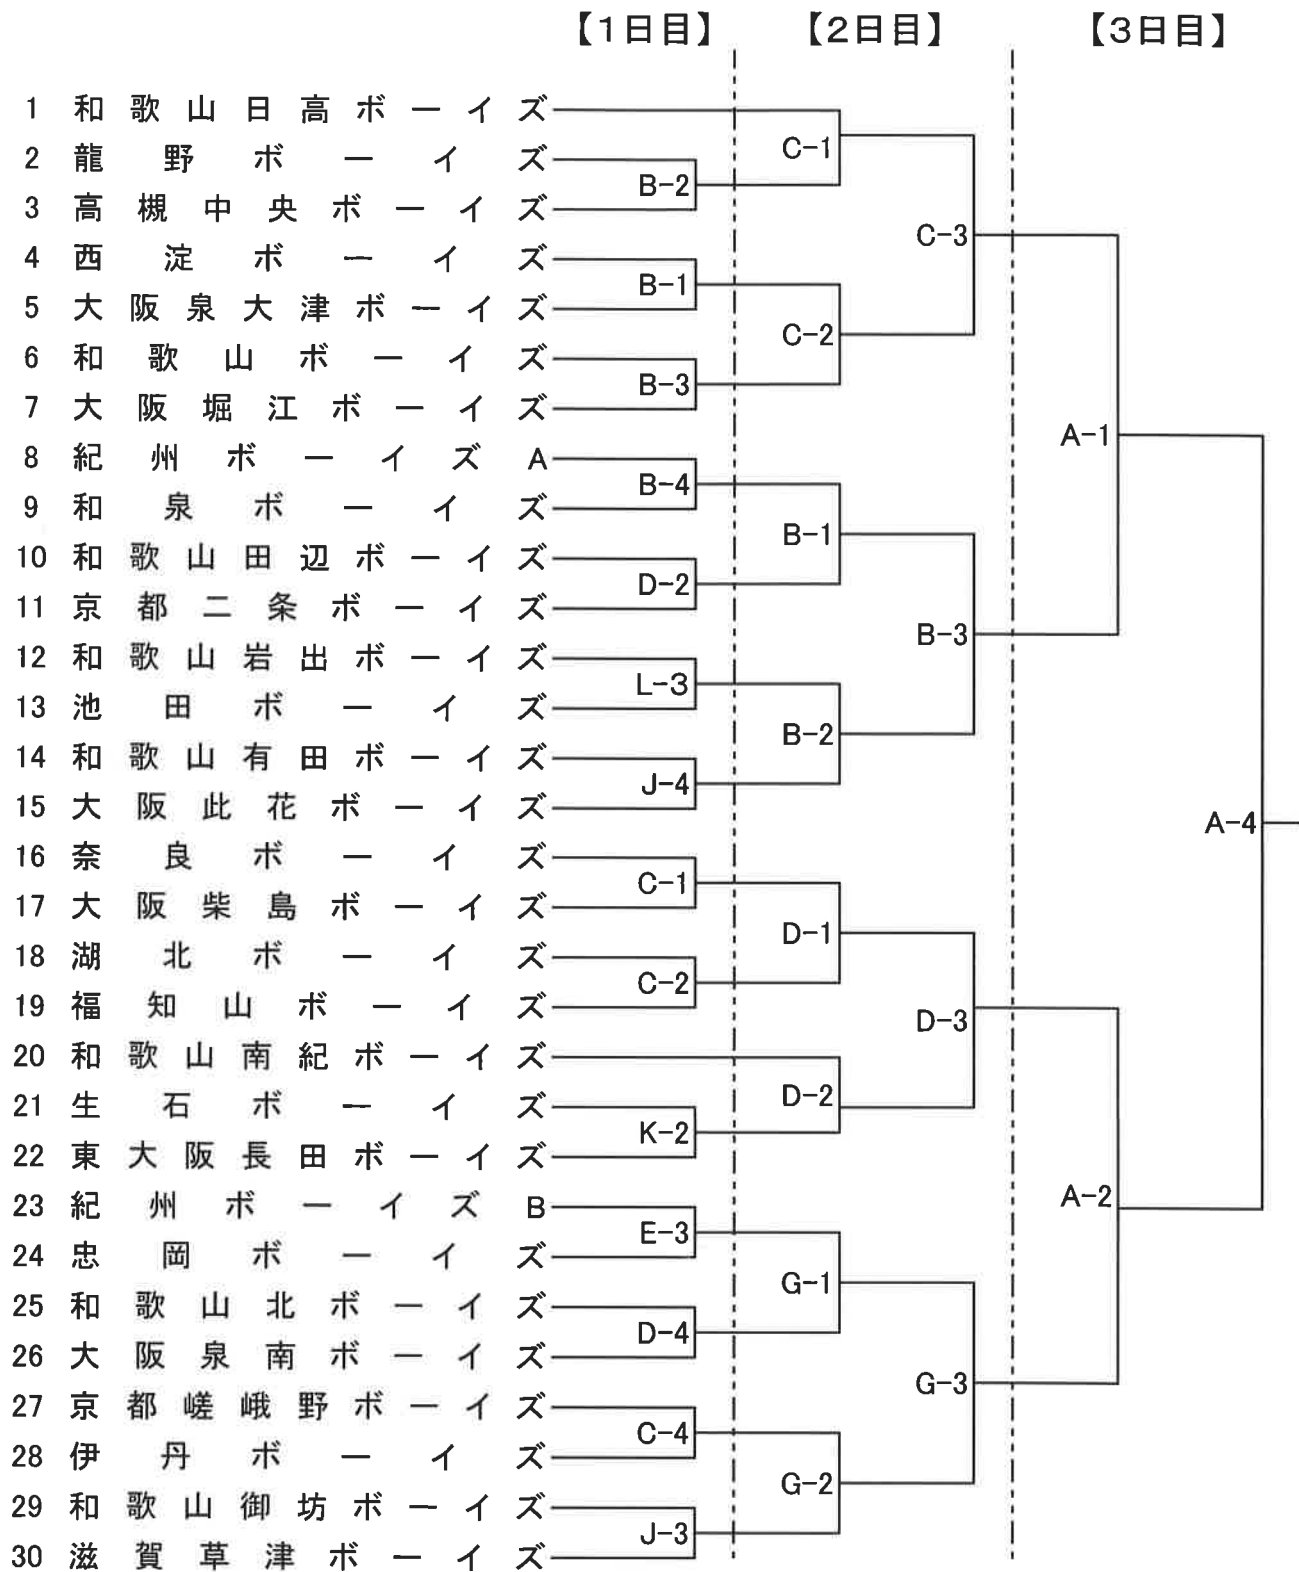 【1日目】 【2日目】 【3日目】
1 和歌山日高ボーイズ
C-1
2 龍野ボーイズ
B-2
3 高槻中央ボーイズ
C-3
4 西淀ボーイズ
B-1
5 大阪泉大津ボーイズ
C-2
6 和歌山ボーイズ
B-3
7 大阪堀江ボーイズ
A-1
8 紀州ボーイズ A
B-4
9 和泉ボーイズ
B-1
10 和歌山田辺ボーイズ
D-2
11 京都二条ボーイズ
B-3
12 和歌山岩出ボーイズ
L-3
13 池田ボーイズ
B-2
14 和歌山有田ボーイズ
J-4
15 大阪此花ボーイズ
A-4
16 奈良ボーイズ
C-1
17 大阪柴島ボーイズ
D-1
18 湖北ボーイズ
C-2
19 福知山ボーイズ
D-3
20 和歌山南紀ボーイズ
D-2
21 生石ボーイズ
K-2
22 東大阪長田ボーイズ
A-2
23 紀州ボーイズ B
E-3
24 忠岡ボーイズ
G-1
25 和歌山北ボーイズ
D-4
26 大阪泉南ボーイズ
G-3
27 京都嵯峨野ボーイズ
C-4
28 伊丹ボーイズ
G-2
29 和歌山御坊ボーイズ
J-3
30 滋賀草津ボーイズ